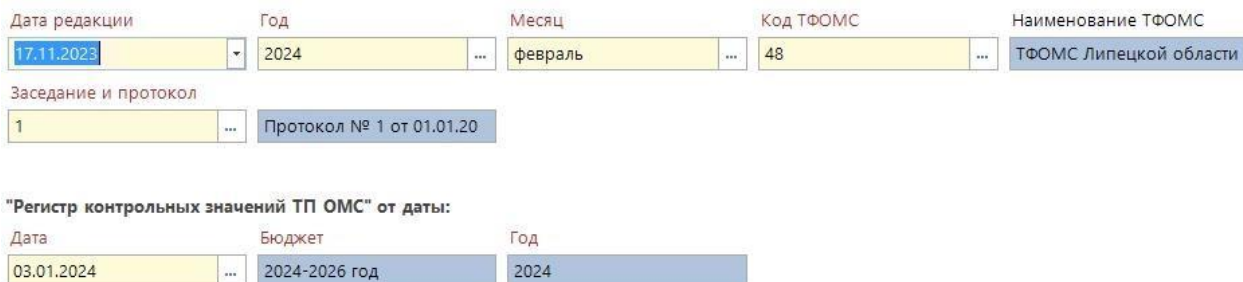 Дата редакции Год Месяц Код ТФОМС Наименование ТФОМС
17.11.2023 2024 ... февраль ... 48 ... ТФОМС Липецкой области
Заседание и протокол
1 ... Протокол № 1 от 01.01.20
"Регистр контрольных значений ТП ОМС" от даты:
Дата Бюджет Год
03.01.2024 ... 2024-2026 год 2024